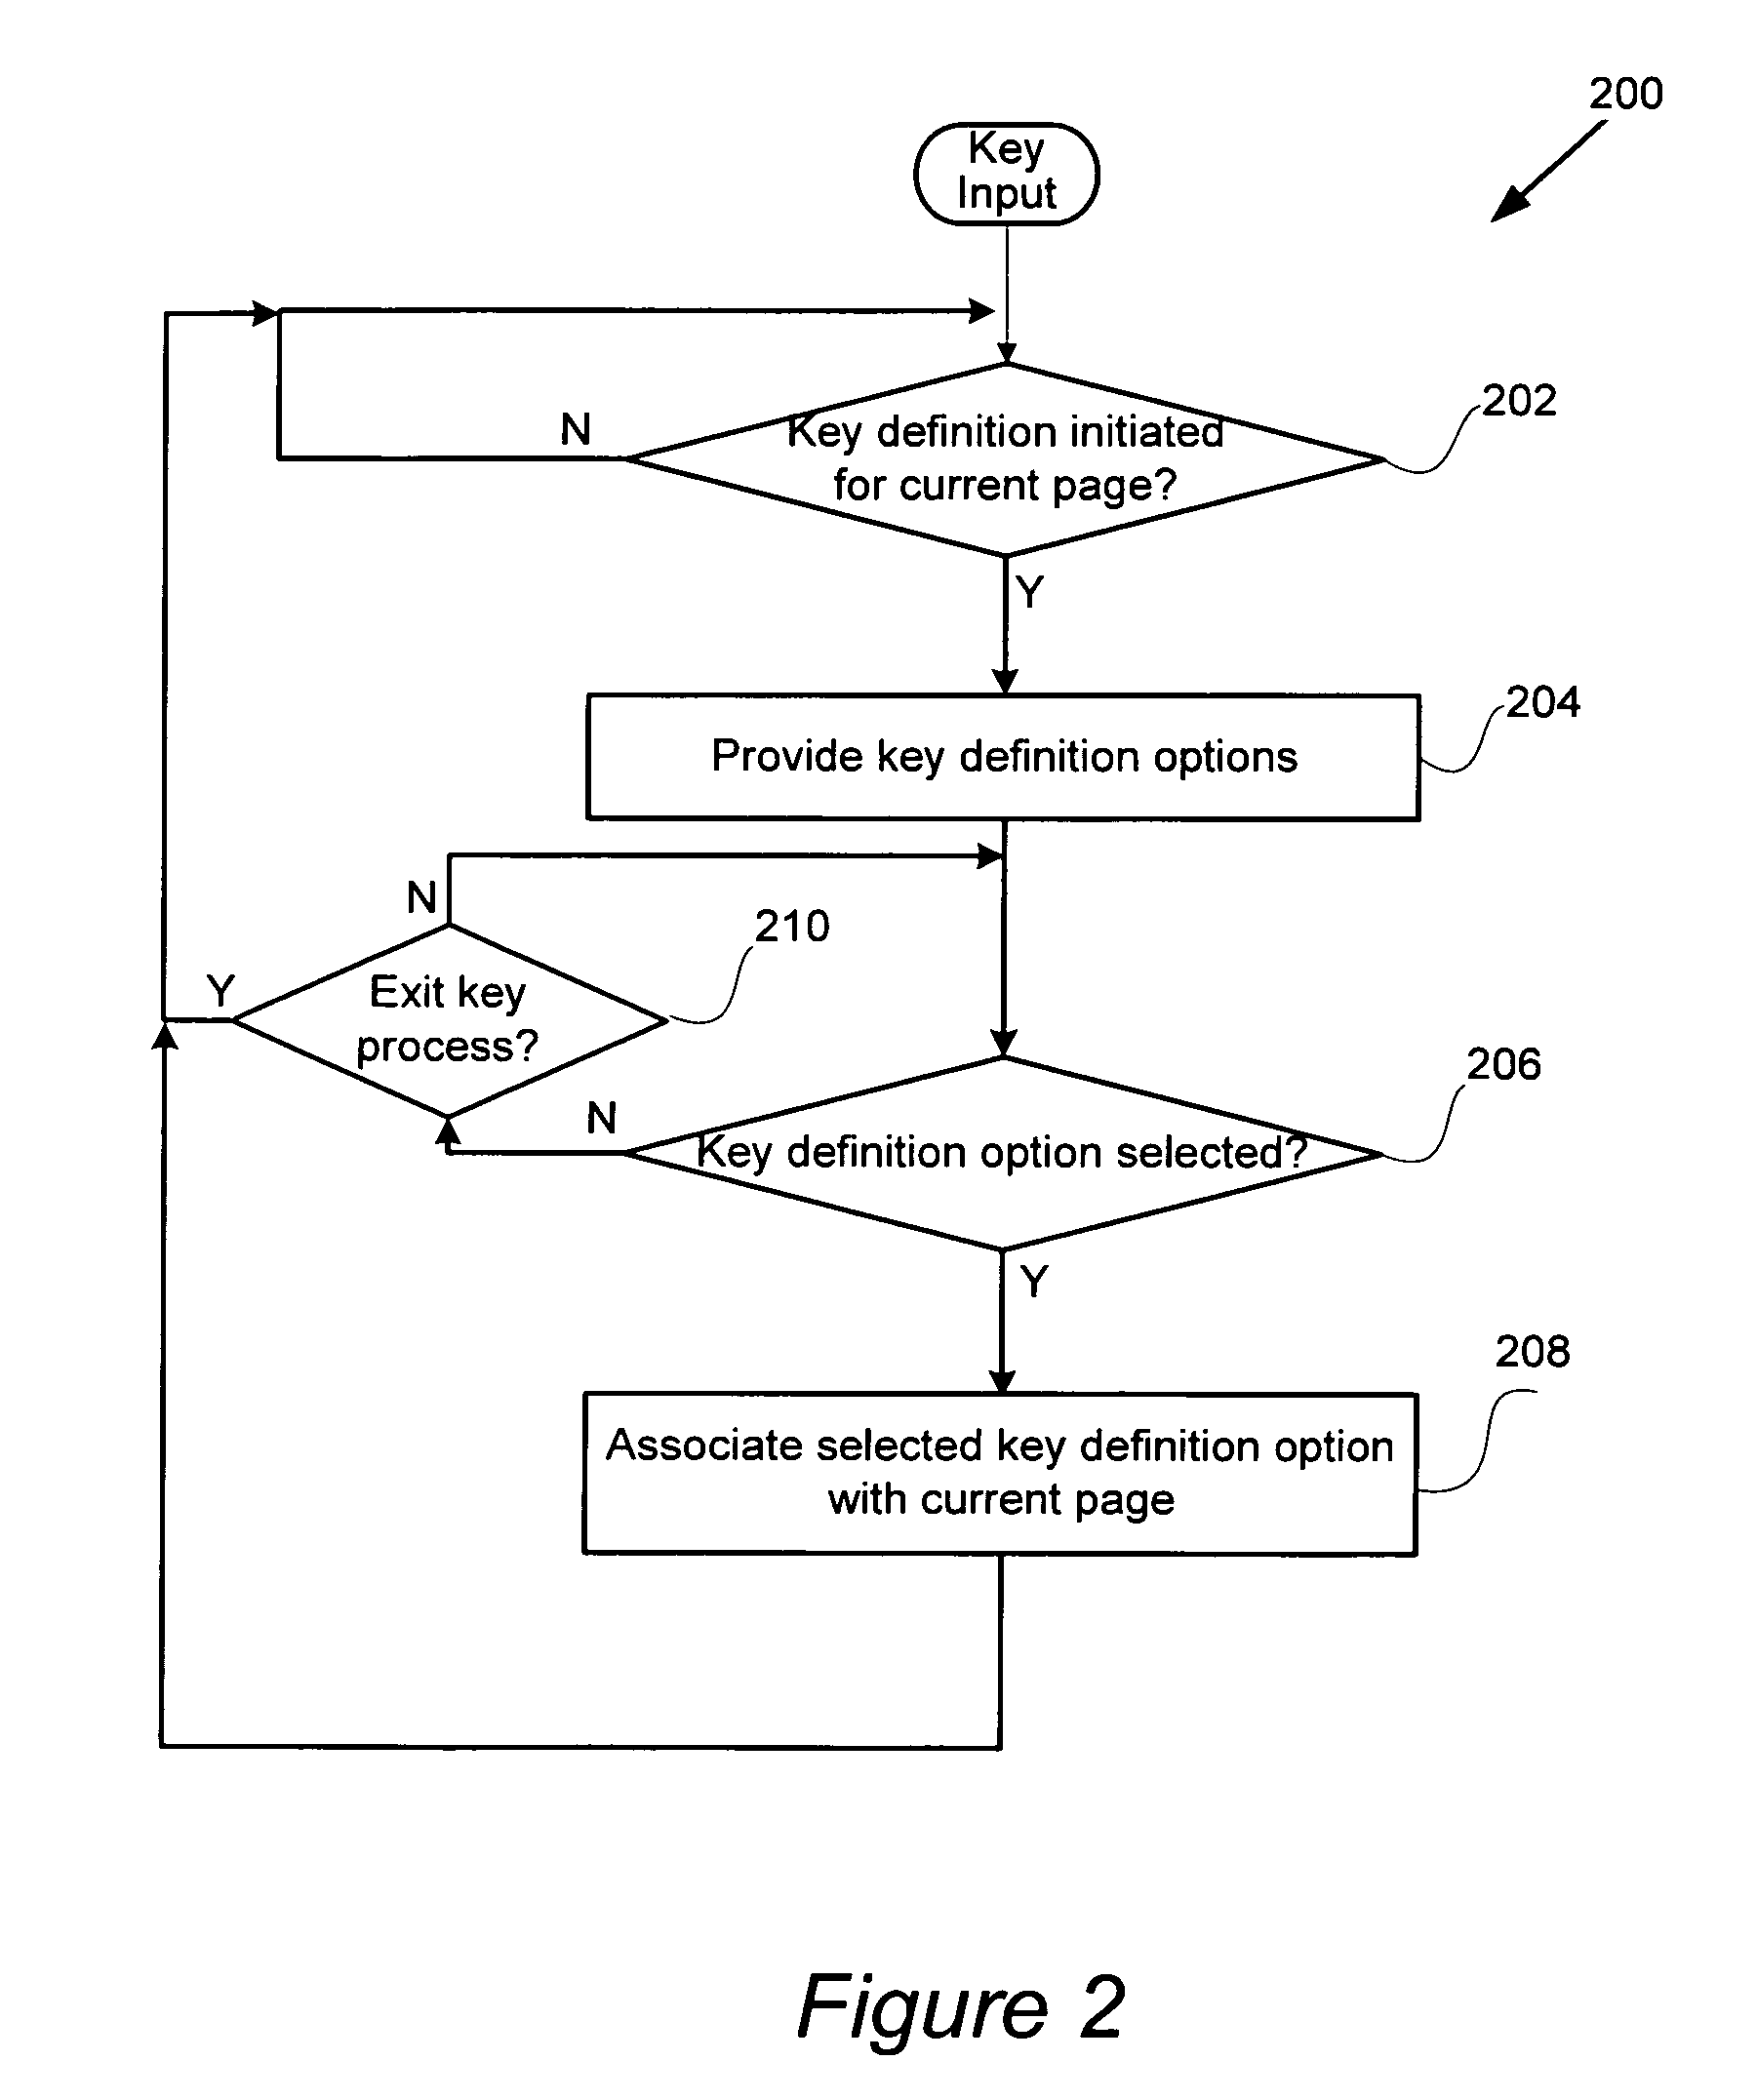 200
Key
Input
N
Key definition initiated
for current page?
202
Y
Provide key definition options
204
N
210
Y
Exit key
process?
206
N
Key definition option selected?
Y
208
Associate selected key definition option
with current page
Figure 2